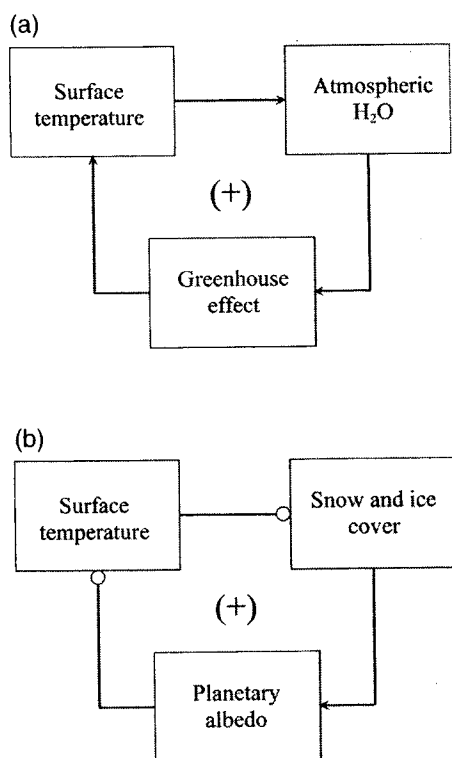 (a)
Surface
temperature
Atmospheric
H₂O
(+)
Greenhouse
effect
(b)
Surface
temperature
Snow and ice
cover
(+)
Planetary
albedo